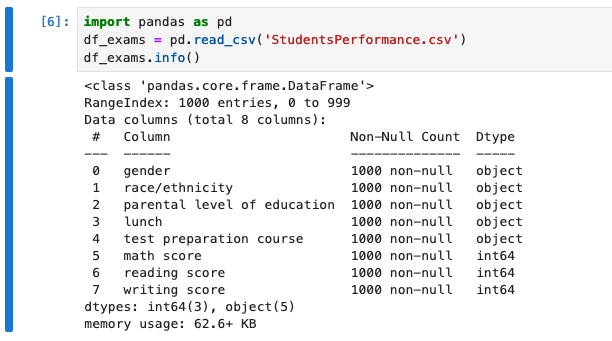 [6]: import pandas as pd
df_exams = pd.read_csv('StudentsPerformance.csv')
df_exams.info()
<class 'pandas.core.frame.DataFrame'>
RangeIndex: 1000 entries, 0 to 999
Data columns (total 8 columns):
 #   Column                       Non-Null Count  Dtype
---  ------                       --------------  -----
 0   gender                       1000 non-null   object
 1   race/ethnicity               1000 non-null   object
 2   parental level of education  1000 non-null   object
 3   lunch                        1000 non-null   object
 4   test preparation course      1000 non-null   object
 5   math score                   1000 non-null   int64
 6   reading score                1000 non-null   int64
 7   writing score                1000 non-null   int64
dtypes: int64(3), object(5)
memory usage: 62.6+ KB